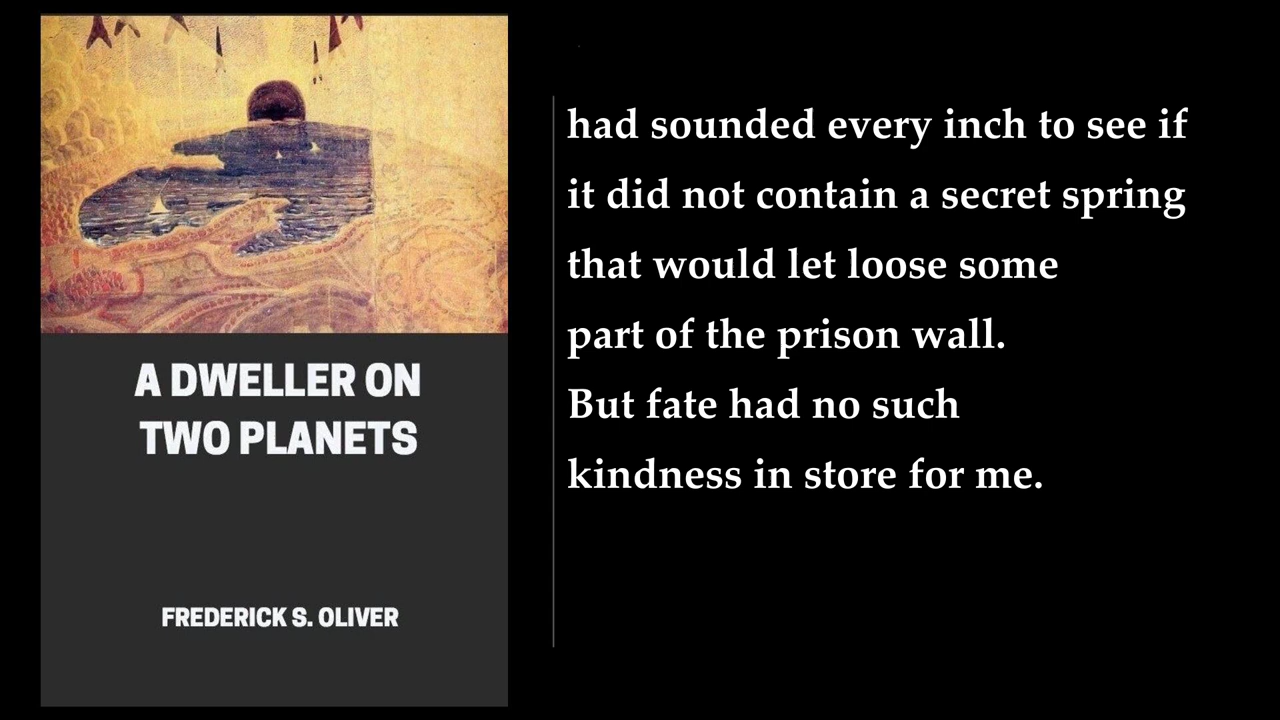 A DWELLER ON
TWO PLANETS
FREDERICK S. OLIVER
had sounded every inch to see if
it did not contain a secret spring
that would let loose some
part of the prison wall.
But fate had no such
kindness in store for me.